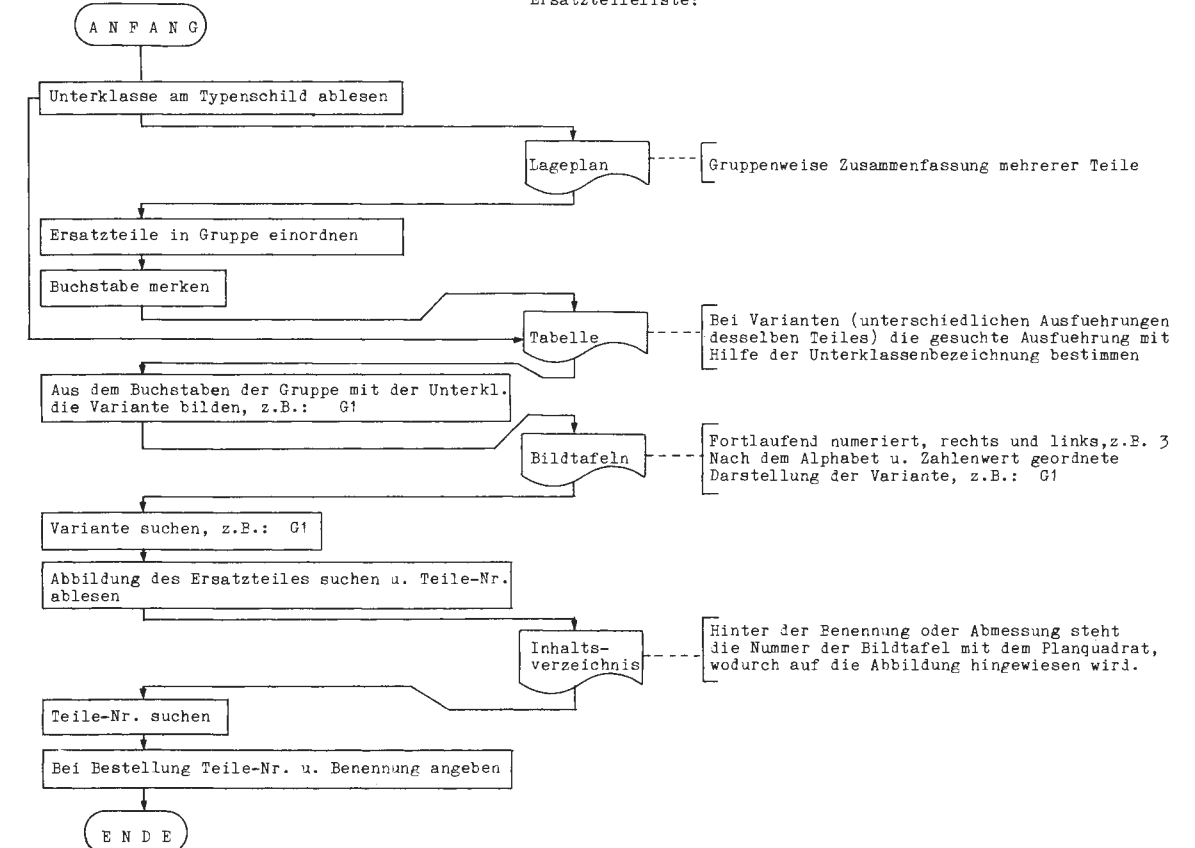 Ersatzteileliste:
A N F A N G
Unterklasse am Typenschild ablesen
Lageplan
Gruppenweise Zusammenfassung mehrerer Teile
Ersatzteile in Gruppe einordnen
Buchstabe merken
Tabelle
Bei Varianten (unterschiedlichen Ausfuehrungen
desselben Teiles) die gesuchte Ausfuehrung mit
Hilfe der Unterklassenbezeichnung bestimmen
Aus dem Buchstaben der Gruppe mit der Unterkl.
die Variante bilden, z.B.: G1
Bildtafeln
Fortlaufend numeriert, rechts und links,z.B. 3
Nach dem Alphabet u. Zahlenwert geordnete
Darstellung der Variante, z.B.: G1
Variante suchen, z.B.: G1
Abbildung des Ersatzteiles suchen u. Teile-Nr.
ablesen
Inhalts-
verzeichnis
Hinter der Benennung oder Abmessung steht
die Nummer der Bildtafel mit dem Planquadrat,
wodurch auf die Abbildung hingewiesen wird.
Teile-Nr. suchen
Bei Bestellung Teile-Nr. u. Benennung angeben
E N D E